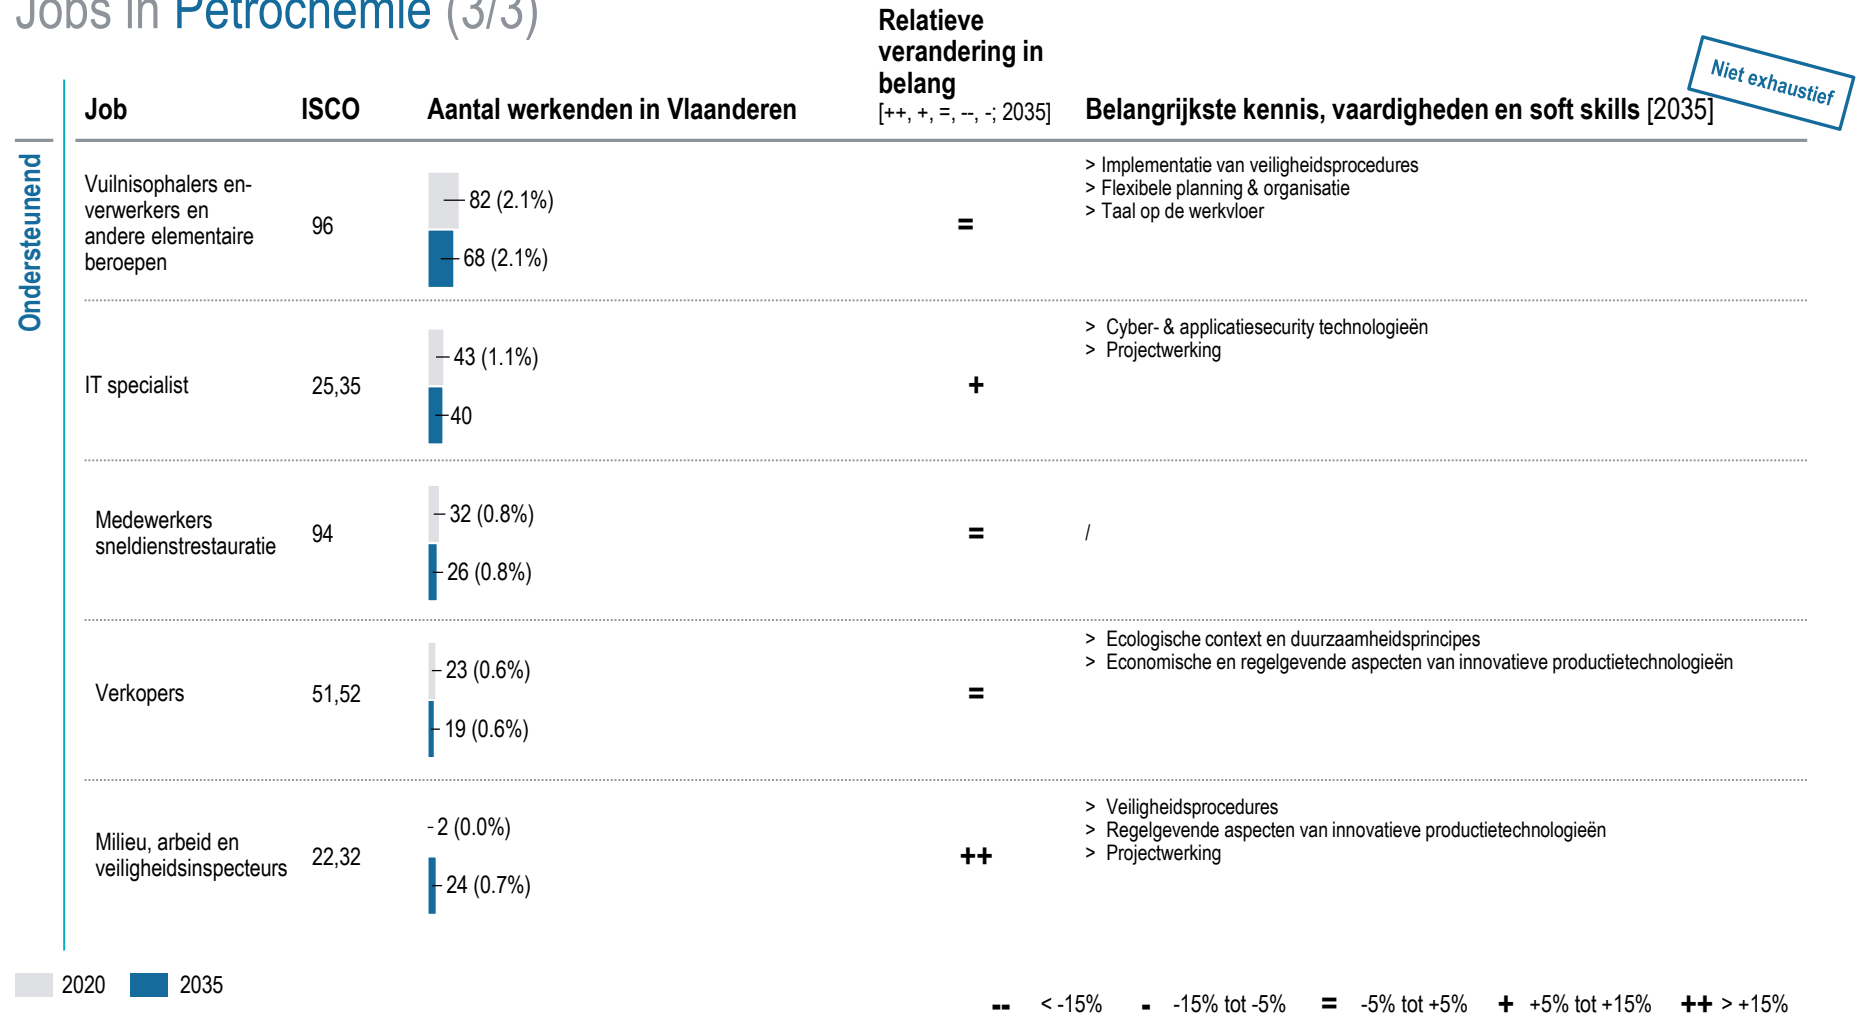 Jobs in Petrochemie (3/3)
Relatieve
verandering in
belang
[++, +, =, --, -; 2035]
Niet exhaustief
Job
ISCO
Aantal werkenden in Vlaanderen
Belangrijkste kennis, vaardigheden en soft skills [2035]
Ondersteunend
Vuilnisophalers en-
verwerkers en
andere elementaire
beroepen
96
82 (2.1%)
68 (2.1%)
=
> Implementatie van veiligheidsprocedures
> Flexibele planning & organisatie
> Taal op de werkvloer
IT specialist
25,35
43 (1.1%)
40
+
> Cyber- & applicatiesecurity technologieën
> Projectwerking
Medewerkers
sneldienstrestauratie
94
32 (0.8%)
26 (0.8%)
=
/
Verkopers
51,52
23 (0.6%)
19 (0.6%)
=
> Ecologische context en duurzaamheidsprincipes
> Economische en regelgevende aspecten van innovatieve productietechnologieën
Milieu, arbeid en
veiligheidsinspecteurs
22,32
2 (0.0%)
24 (0.7%)
++
> Veiligheidsprocedures
> Regelgevende aspecten van innovatieve productietechnologieën
> Projectwerking
2020
2035
-- < -15%
- -15% tot -5%
= -5% tot +5%
+ +5% tot +15%
++ > +15%